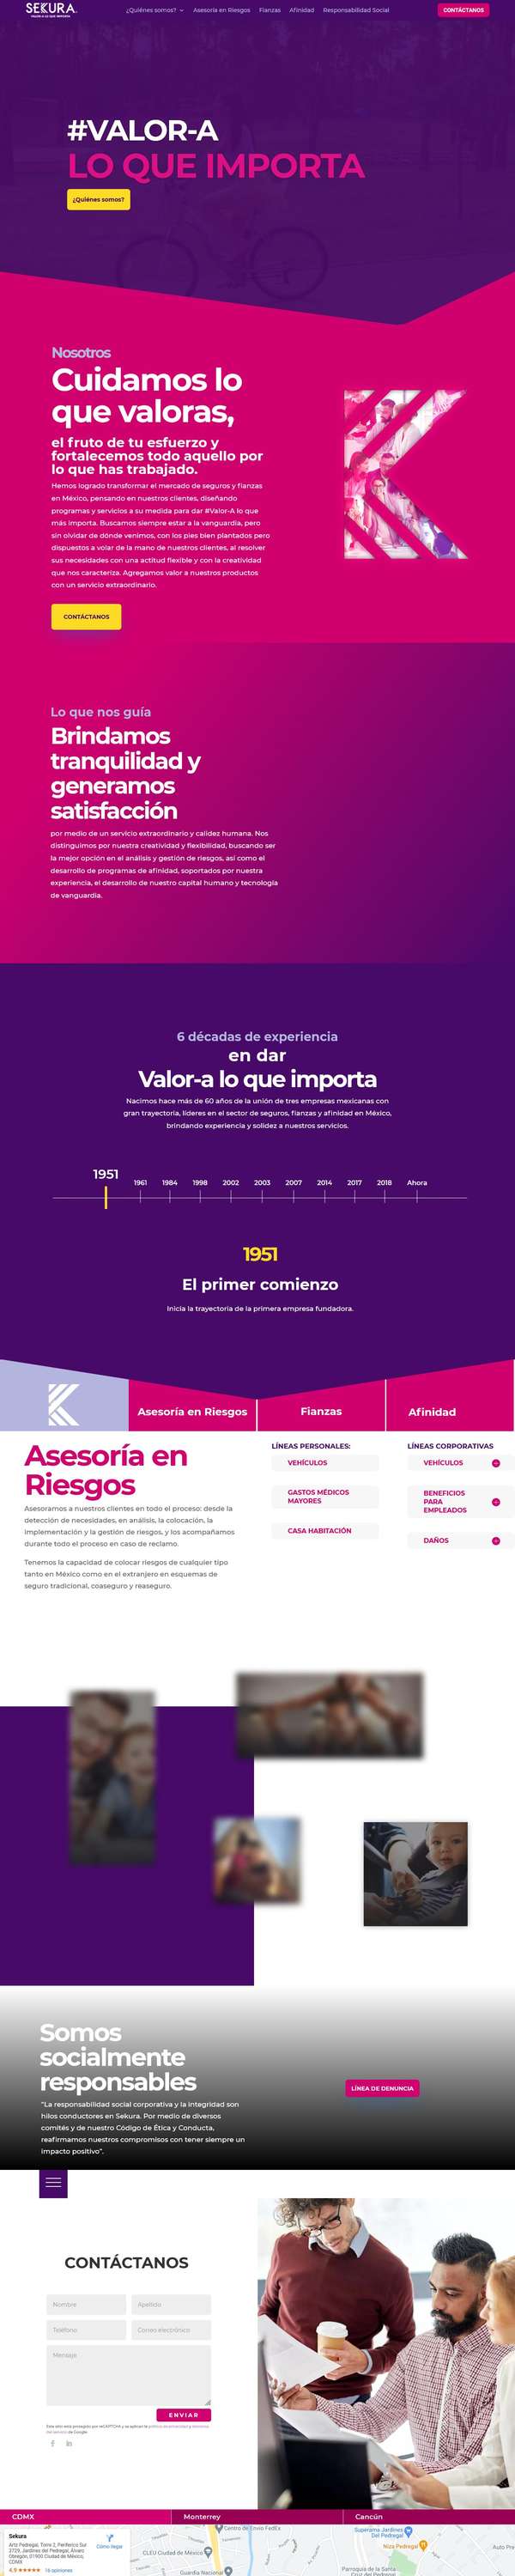 SEKURA
VALOR-A LO QUE IMPORTA
¿Quiénes somos?
Asesoría en Riesgos
Fianzas
Afinidad
Responsabilidad Social
CONTÁCTANOS
#VALOR-A
LO QUE IMPORTA
¿Quiénes somos?
Nosotros
Cuidamos lo
que valoras,
el fruto de tu esfuerzo y
fortalecemos todo aquello por
lo que has trabajado.
Hemos logrado transformar el mercado de seguros y fianzas
en México, pensando en nuestros clientes, diseñando
programas y servicios a su medida para dar #Valor-A lo que
más importa. Buscamos siempre estar a la vanguardia, pero
sin olvidar de dónde venimos, con los pies bien plantados pero
dispuestos a volar de la mano de nuestros clientes, al resolver
sus necesidades con una actitud flexible y con la creatividad
que nos caracteriza. Agregamos valor a nuestros productos
con un servicio extraordinario.
CONTÁCTANOS
Lo que nos guía
Brindamos
tranquilidad y
generamos
satisfacción
por medio de un servicio extraordinario y calidez humana. Nos
distinguimos por nuestra creatividad y flexibilidad, buscando ser
la mejor opción en el análisis y gestión de riesgos, así como el
desarrollo de programas de afinidad, soportados por nuestra
experiencia, el desarrollo de nuestro capital humano y tecnología
de vanguardia.
6 décadas de experiencia
en dar
Valor-a lo que importa
Nacimos hace más de 60 años de la unión de tres empresas mexicanas con
gran trayectoria, líderes en el sector de seguros, fianzas y afinidad en México,
brindando experiencia y solidez a nuestros servicios.
1951
1961
1984
1998
2002
2003
2007
2014
2017
2018
Ahora
1951
El primer comienzo
Inicia la trayectoria de la primera empresa fundadora.
Asesoría en Riesgos
Fianzas
Afinidad
Asesoría en
Riesgos
Asesoramos a nuestros clientes en todo el proceso: desde la
detección de necesidades, en análisis, la colocación, la
implementación y la gestión de riesgos, y los acompañamos
durante todo el proceso en caso de reclamo.
Tenemos la capacidad de colocar riesgos de cualquier tipo
tanto en México como en el extranjero en esquemas de
seguro tradicional, coaseguro y reaseguro.
LÍNEAS PERSONALES:
VEHÍCULOS
GASTOS MÉDICOS
MAYORES
CASA HABITACIÓN
LÍNEAS CORPORATIVAS
VEHÍCULOS
BENEFICIOS
PARA
EMPLEADOS
DAÑOS
Somos
socialmente
responsables
"La responsabilidad social corporativa y la integridad son
hilos conductores en Sekura. Por medio de diversos
comités y de nuestro Código de Ética y Conducta,
reafirmamos nuestros compromisos con tener siempre un
impacto positivo".
LÍNEA DE DENUNCIA
CONTÁCTANOS
Nombre
Apellido
Teléfono
Correo electrónico
Mensaje
ENVIAR
Este sitio está protegido por reCAPTCHA y se aplican la política de privacidad y términos
del servicio de Google.
CDMX
Monterrey
Cancún
Sekura
Artz Pedregal, Torre 2, Periférico Sur
3729, Jardines del Pedregal, Álvaro
Obregón, 01900 Ciudad de México,
CDMX
Cómo llegar
4.9
16 opiniones
Centro de Envío FedEx
CLEU Ciudad de México
Guardia Nacional
Superama Jardines
Del Pedregal
Niza Pedregal
Auto Pra
Parroquia de la Santa
Cruz del Pedregal